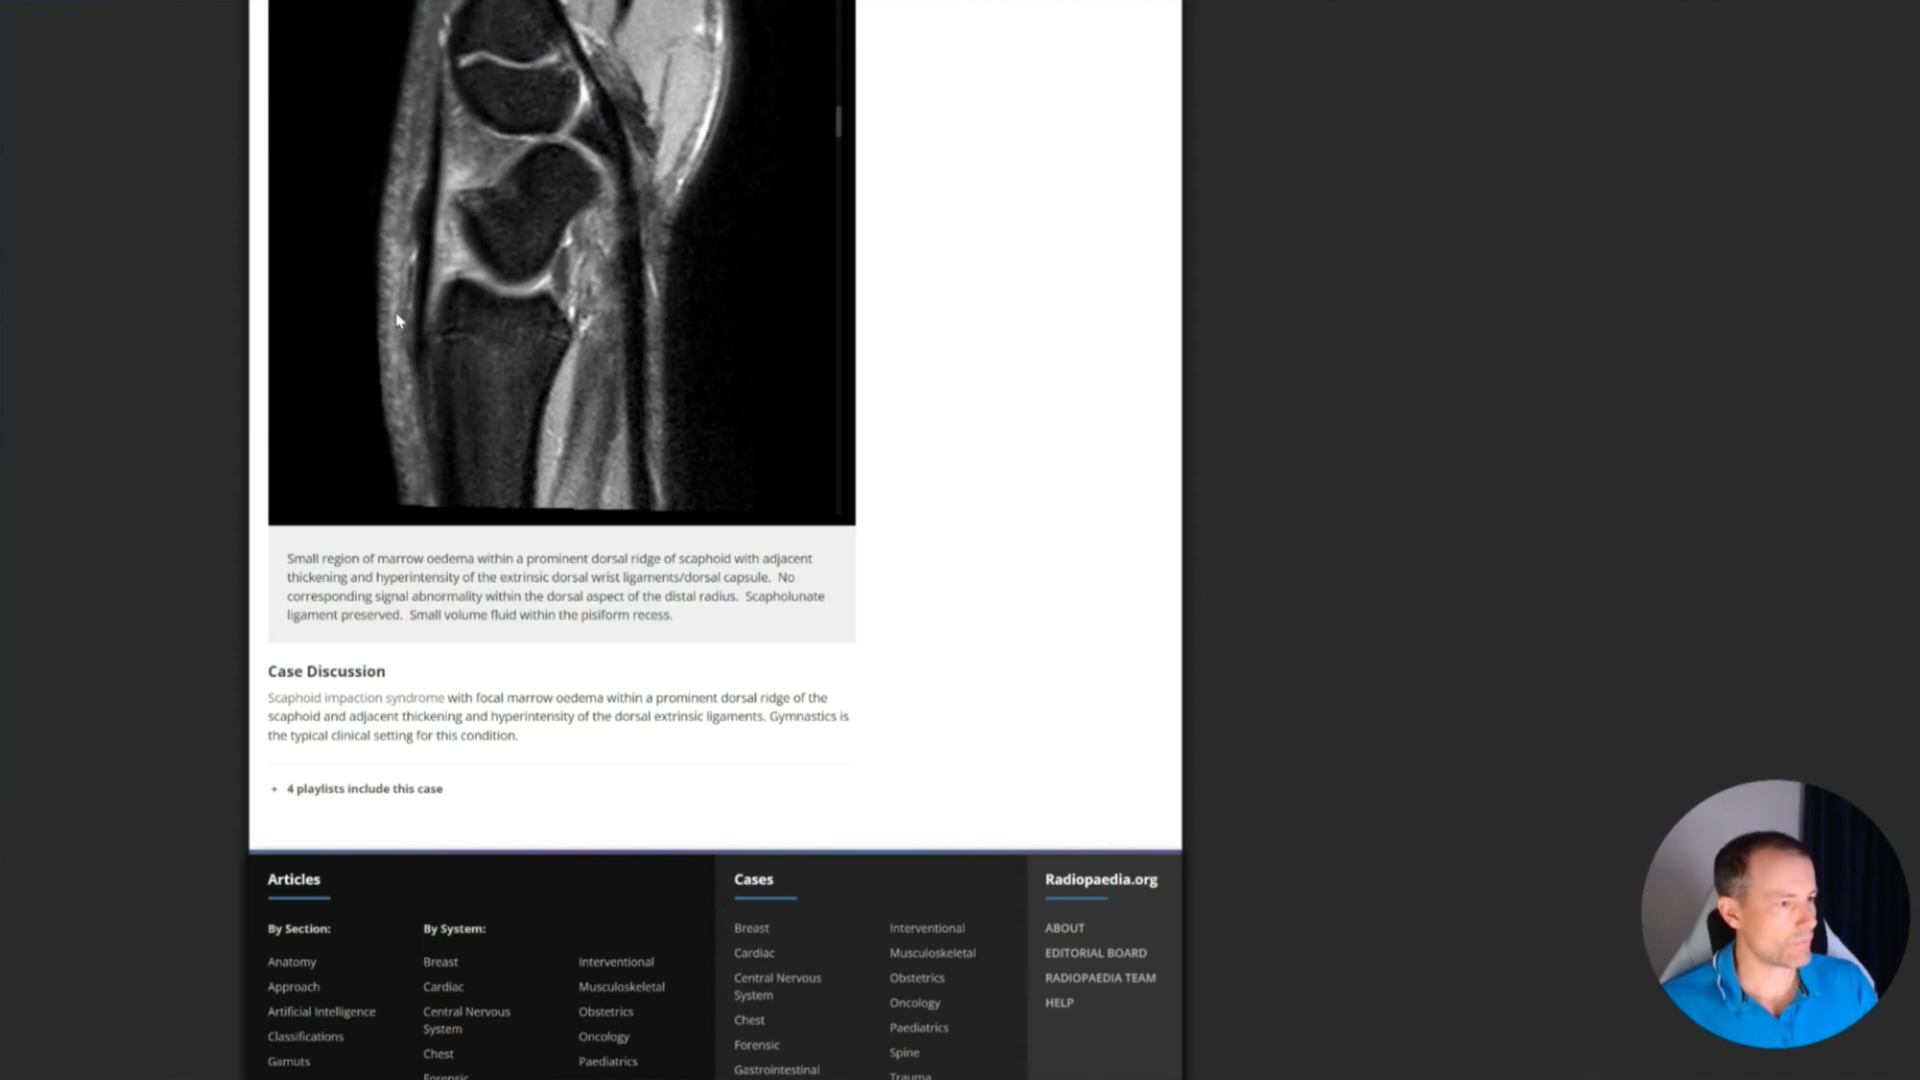 Small region of marrow oedema within a prominent dorsal ridge of scaphoid with adjacent
thickening and hyperintensity of the extrinsic dorsal wrist ligaments/dorsal capsule.  No
corresponding signal abnormality within the dorsal aspect of the distal radius.  Scapholunate
ligament preserved.  Small volume fluid within the pisiform recess.
Case Discussion
Scaphoid impaction syndrome with focal marrow oedema within a prominent dorsal ridge of the
scaphoid and adjacent thickening and hyperintensity of the dorsal extrinsic ligaments. Gymnastics is
the typical clinical setting for this condition.
+ 4 playlists include this case
Articles
By Section:
Anatomy
Approach
Artificial Intelligence
Classifications
Gamuts
By System:
Breast
Cardiac
Central Nervous
System
Chest
Forensic
Interventional
Musculoskeletal
Obstetrics
Oncology
Paediatrics
Cases
Breast
Cardiac
Central Nervous
System
Chest
Forensic
Gastrointestinal
Interventional
Musculoskeletal
Obstetrics
Oncology
Paediatrics
Spine
Trauma
Radiopaedia.org
ABOUT
EDITORIAL BOARD
RADIOPAEDIA TEAM
HELP